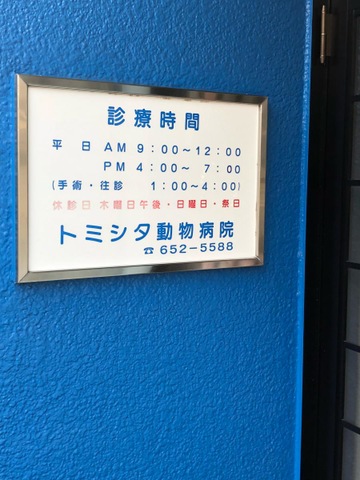 診療時間
平日 AM 9:00～12:00
PM 4:00～ 7:00
(手術・往診 1:00～4:00)
休診日 木曜日午後・日曜日・祭日
トミシタ動物病院
☎652-5588